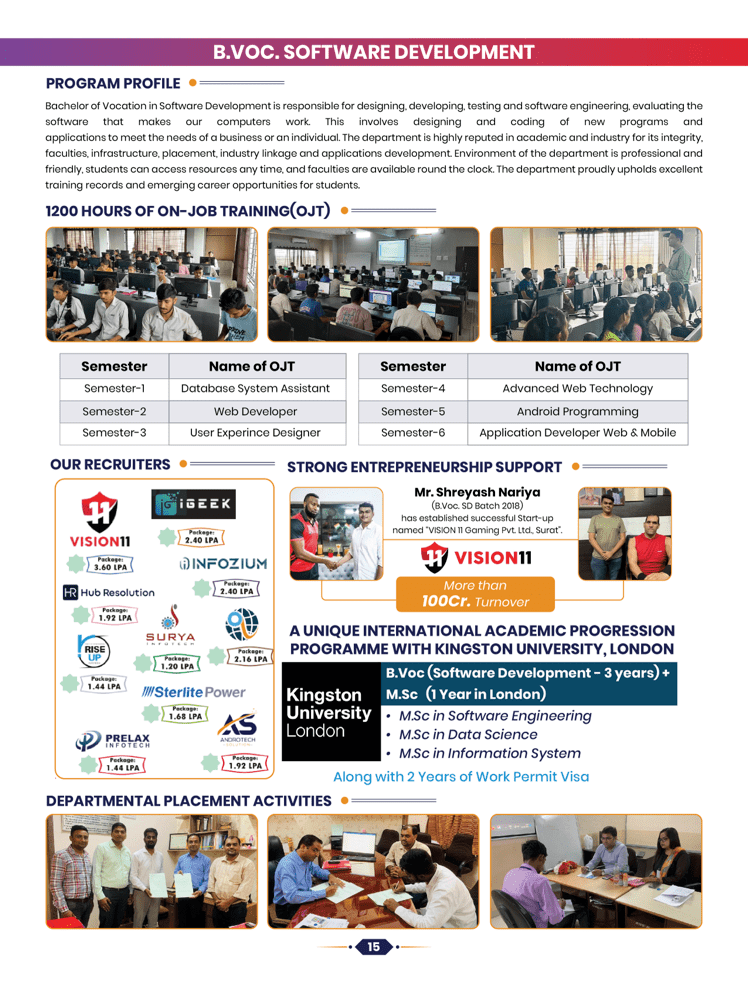 B.VOC. SOFTWARE DEVELOPMENT
PROGRAM PROFILE
Bachelor of Vocation in Software Development is responsible for designing, developing, testing and software engineering, evaluating the
software that makes our computers work. This involves designing and coding of new programs and
applications to meet the needs of a business or an individual. The department is highly reputed in academic and industry for its integrity,
faculties, infrastructure, placement, industry linkage and applications development. Environment of the department is professional and
friendly, students can access resources any time, and faculties are available round the clock. The department proudly upholds excellent
training records and emerging career opportunities for students.
1200 HOURS OF ON-JOB TRAINING(OJT)
Semester Name of OJT
Semester-1 Database System Assistant
Semester-2 Web Developer
Semester-3 User Experince Designer
Semester Name of OJT
Semester-4 Advanced Web Technology
Semester-5 Android Programming
Semester-6 Application Developer Web & Mobile
OUR RECRUITERS
VISION11
Package:
3.60 LPA
iGEEK
Package:
2.40 LPA
INFOZIUM
Package:
2.40 LPA
HR Hub Resolution
Package:
1.92 LPA
SURYA
INFOTECH
Package:
1.20 LPA
Package:
2.16 LPA
RISE
UP
Package:
1.44 LPA
Sterlite Power
Package:
1.68 LPA
PRELAX
INFOTECH
Package:
1.44 LPA
AS
ANDROTECH
Package:
1.92 LPA
STRONG ENTREPRENEURSHIP SUPPORT
Mr. Shreyash Nariya
(B.Voc. SD Batch 2018)
has established successful Start-up
named "VISION 11 Gaming Pvt. Ltd., Surat".
VISION11
More than
100Cr. Turnover
A UNIQUE INTERNATIONAL ACADEMIC PROGRESSION
PROGRAMME WITH KINGSTON UNIVERSITY, LONDON
Kingston
University
London
B.Voc (Software Development - 3 years) +
M.Sc (1 Year in London)
• M.Sc in Software Engineering
• M.Sc in Data Science
• M.Sc in Information System
Along with 2 Years of Work Permit Visa
DEPARTMENTAL PLACEMENT ACTIVITIES
15